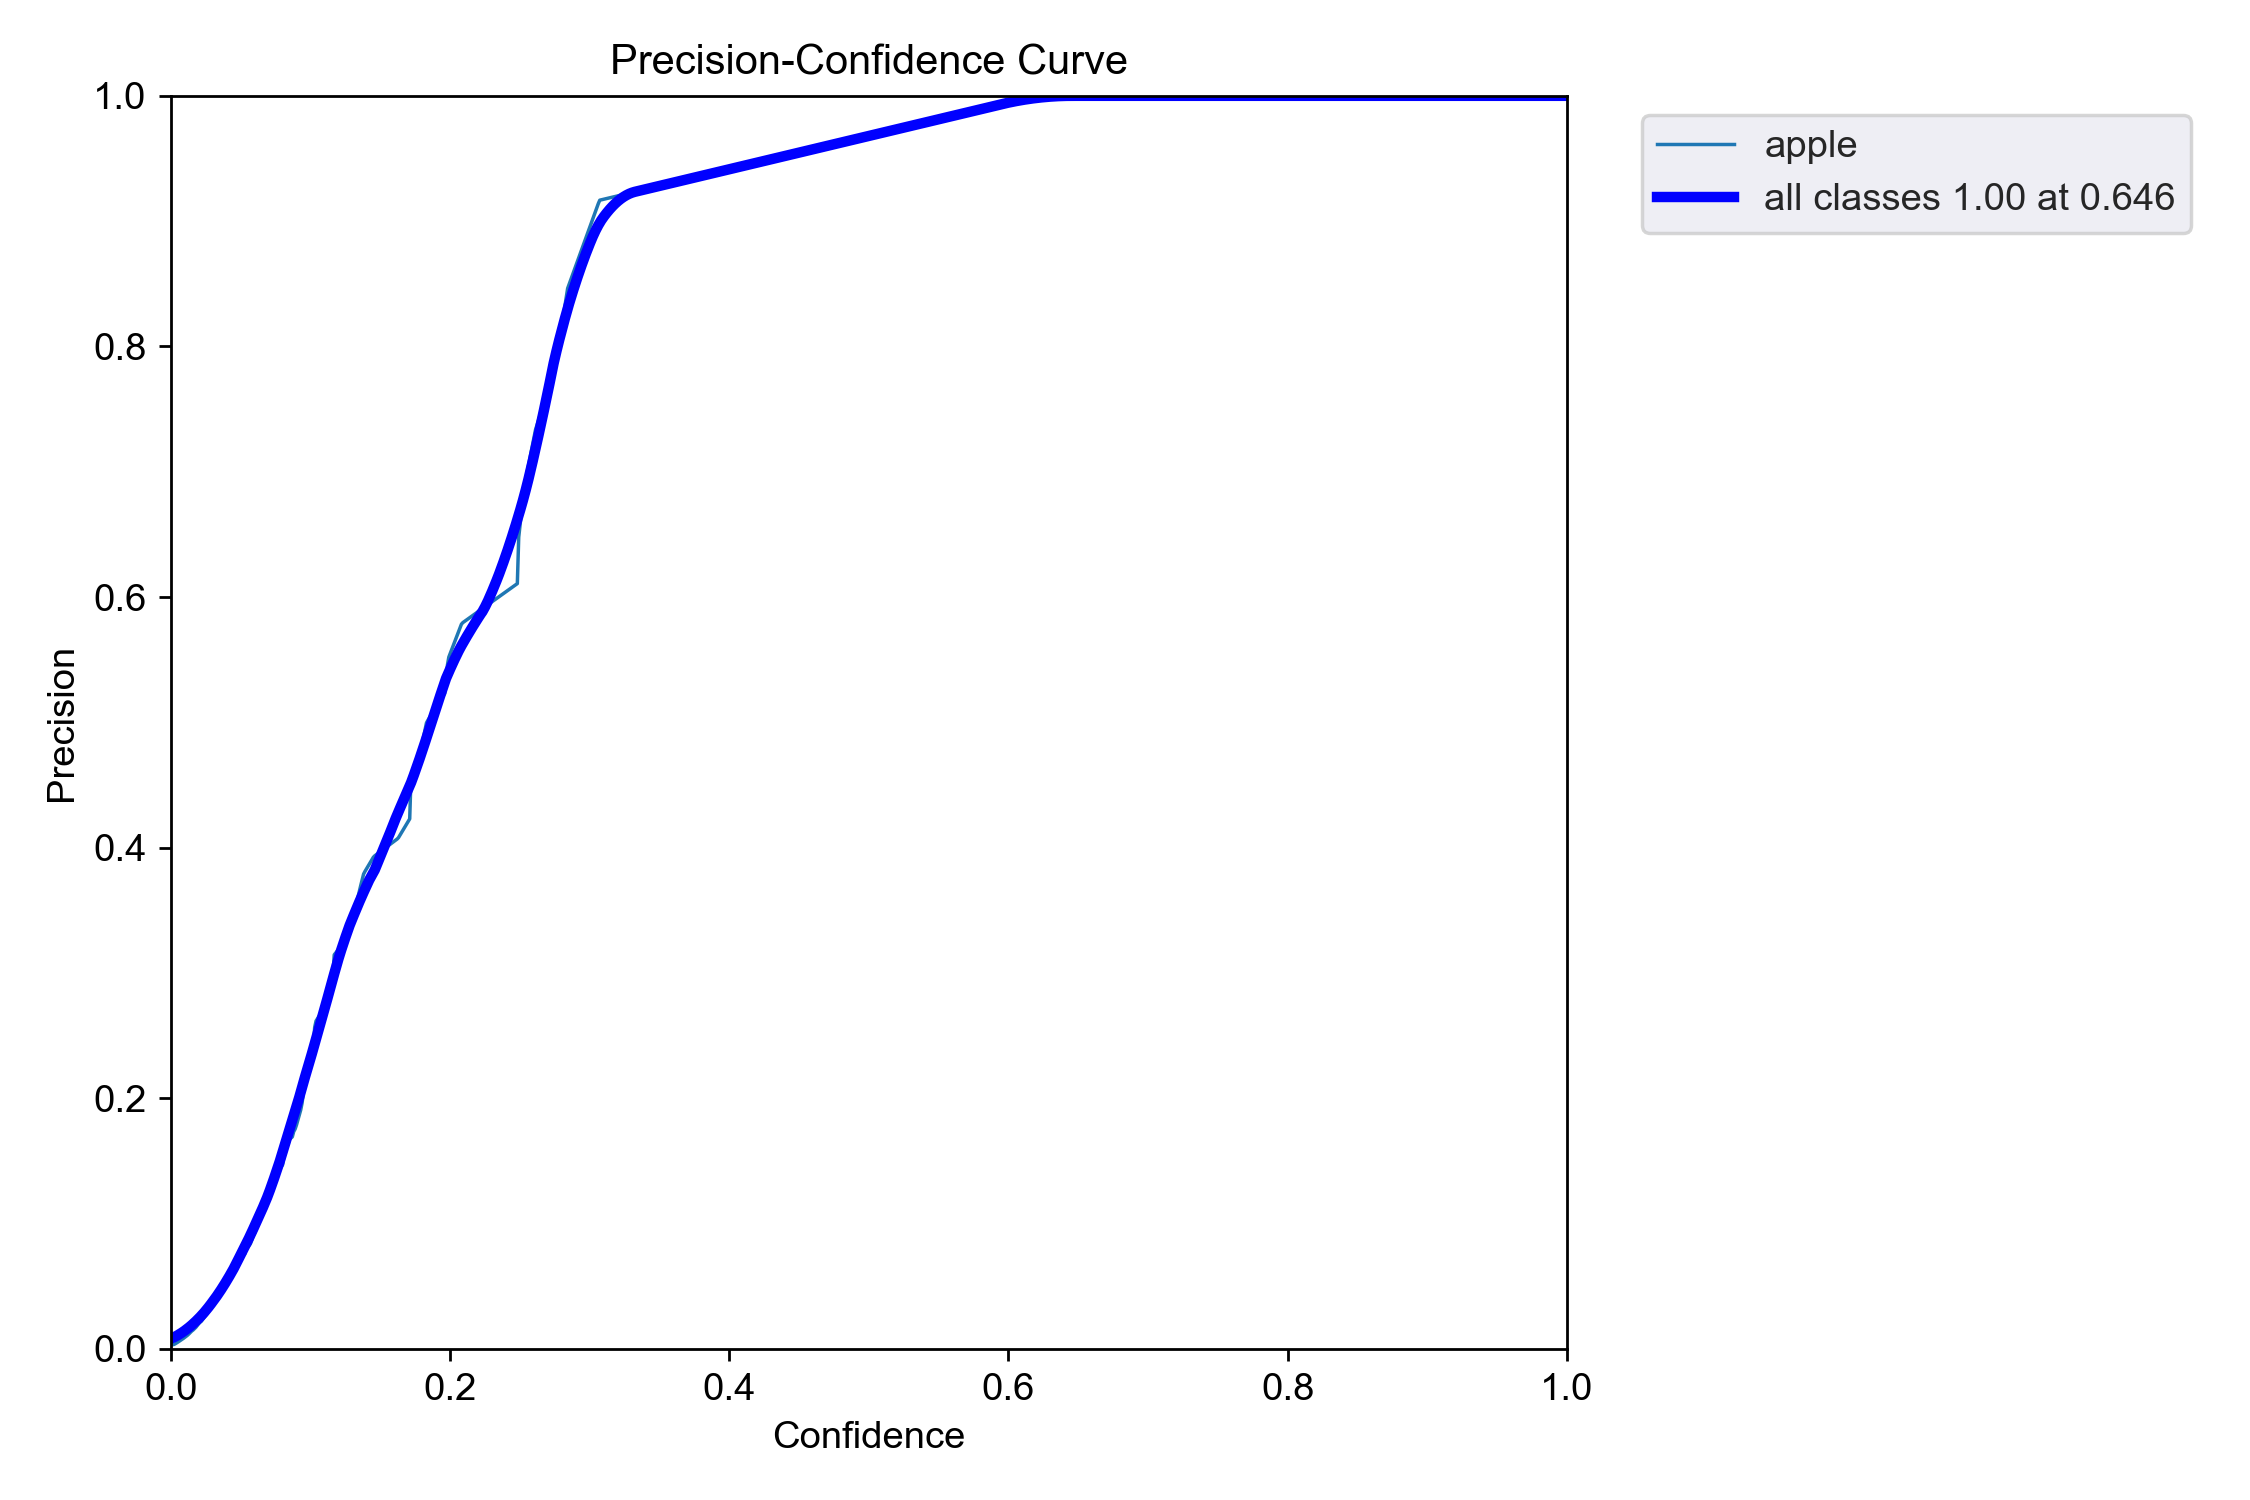 Precision-Confidence Curve
1.0
0.8
0.6
0.4
0.2
0.0
Precision
0.0 0.2 0.4 0.6 0.8 1.0
Confidence
apple
all classes 1.00 at 0.646